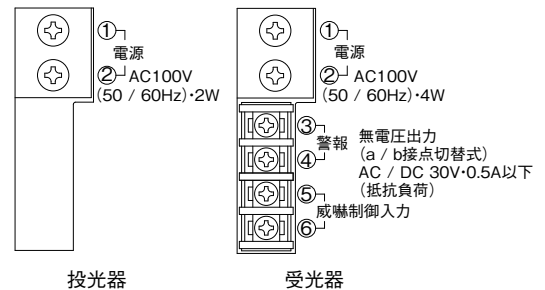 ①
電源
② AC100V
(50 / 60Hz)・2W
投光器
①
電源
② AC100V
(50 / 60Hz)・4W
③
警報
④
無電圧出力
(a / b接点切替式)
AC / DC 30V・0.5A以下
(抵抗負荷)
⑤
威嚇制御入力
⑥
受光器